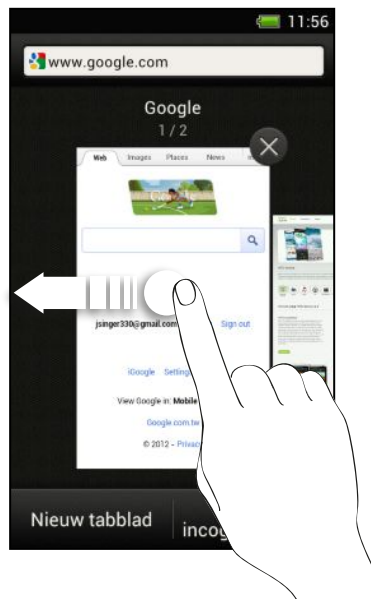 11:56
www.google.com
Google
1 / 2
Web Images Places News
Google
jsinger330@gmail.com Sign out
iGoogle
View Google in: Mobile
Google.com.tw
© 2012 -
Nieuw tabblad